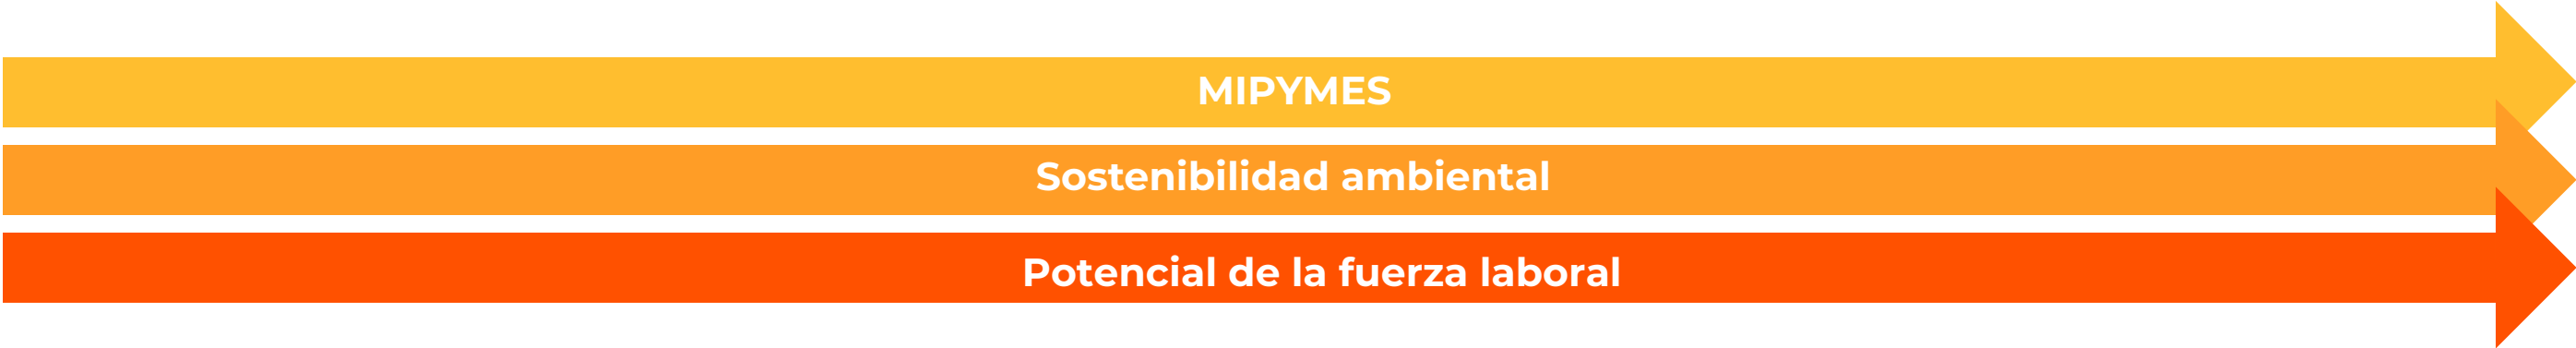 MIPYMES
Sostenibilidad ambiental
Potencial de la fuerza laboral